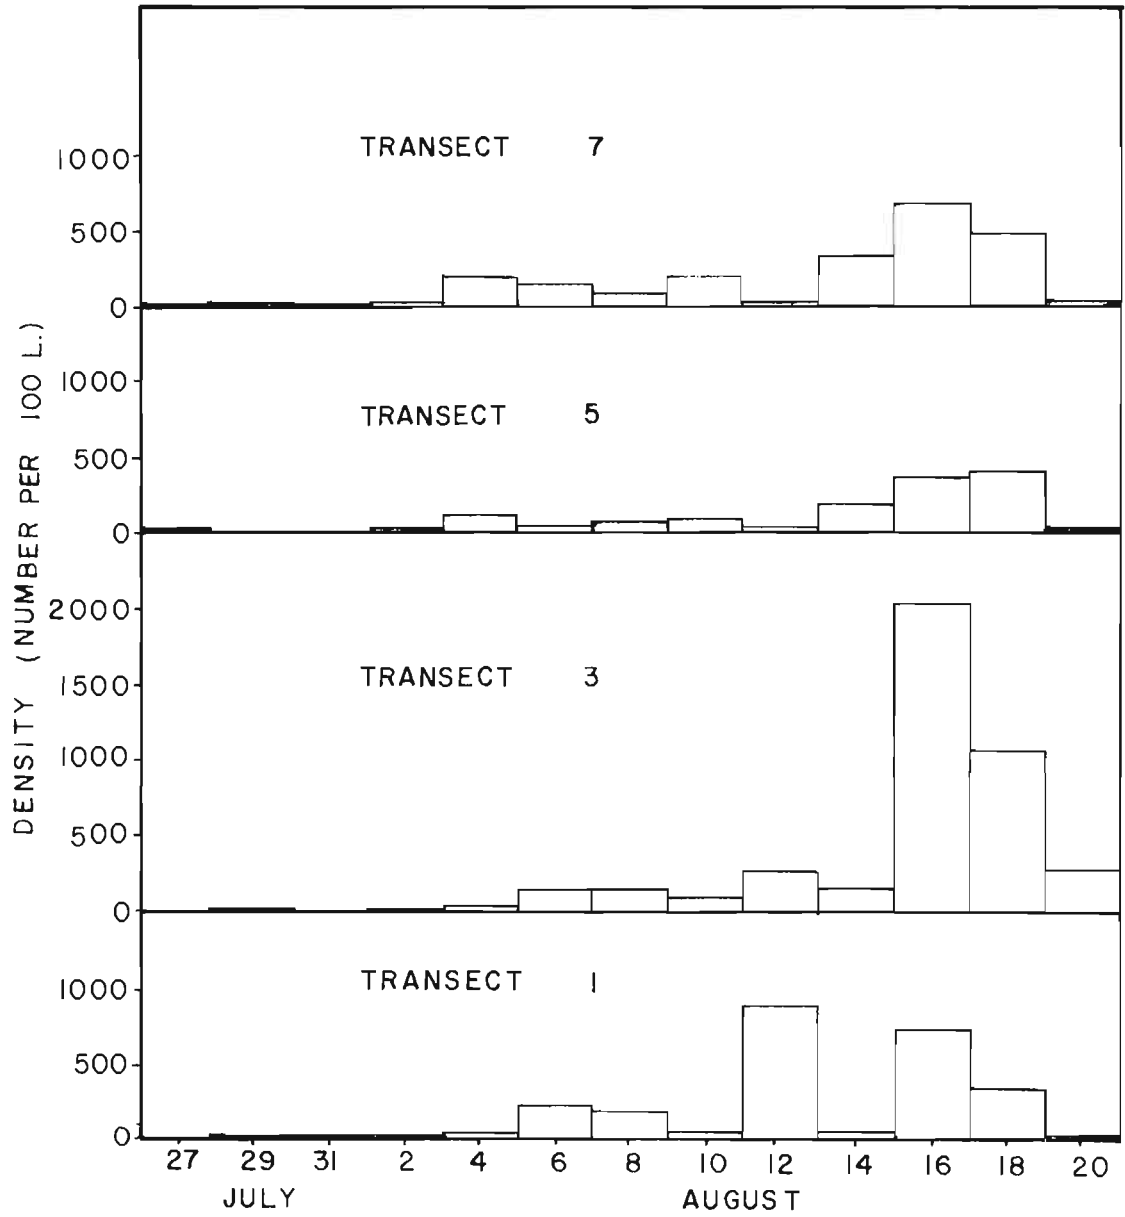 DENSITY (NUMBER PER 100 L.)
TRANSECT 7
1000
500
0
TRANSECT 5
1000
500
0
TRANSECT 3
2000
1500
1000
500
0
TRANSECT 1
1000
500
0
27 29 31 2 4 6 8 10 12 14 16 18 20
JULY AUGUST